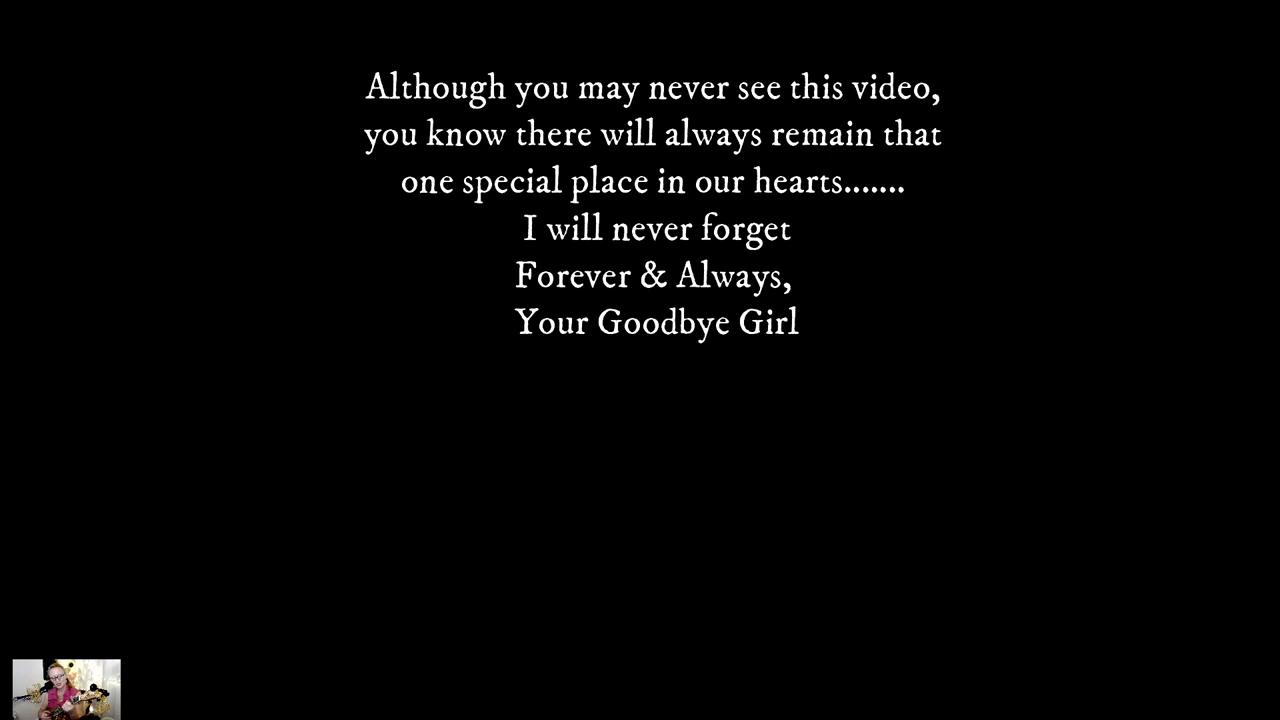 Although you may never see this video,
you know there will always remain that
one special place in our hearts.......
I will never forget
Forever & Always,
Your Goodbye Girl